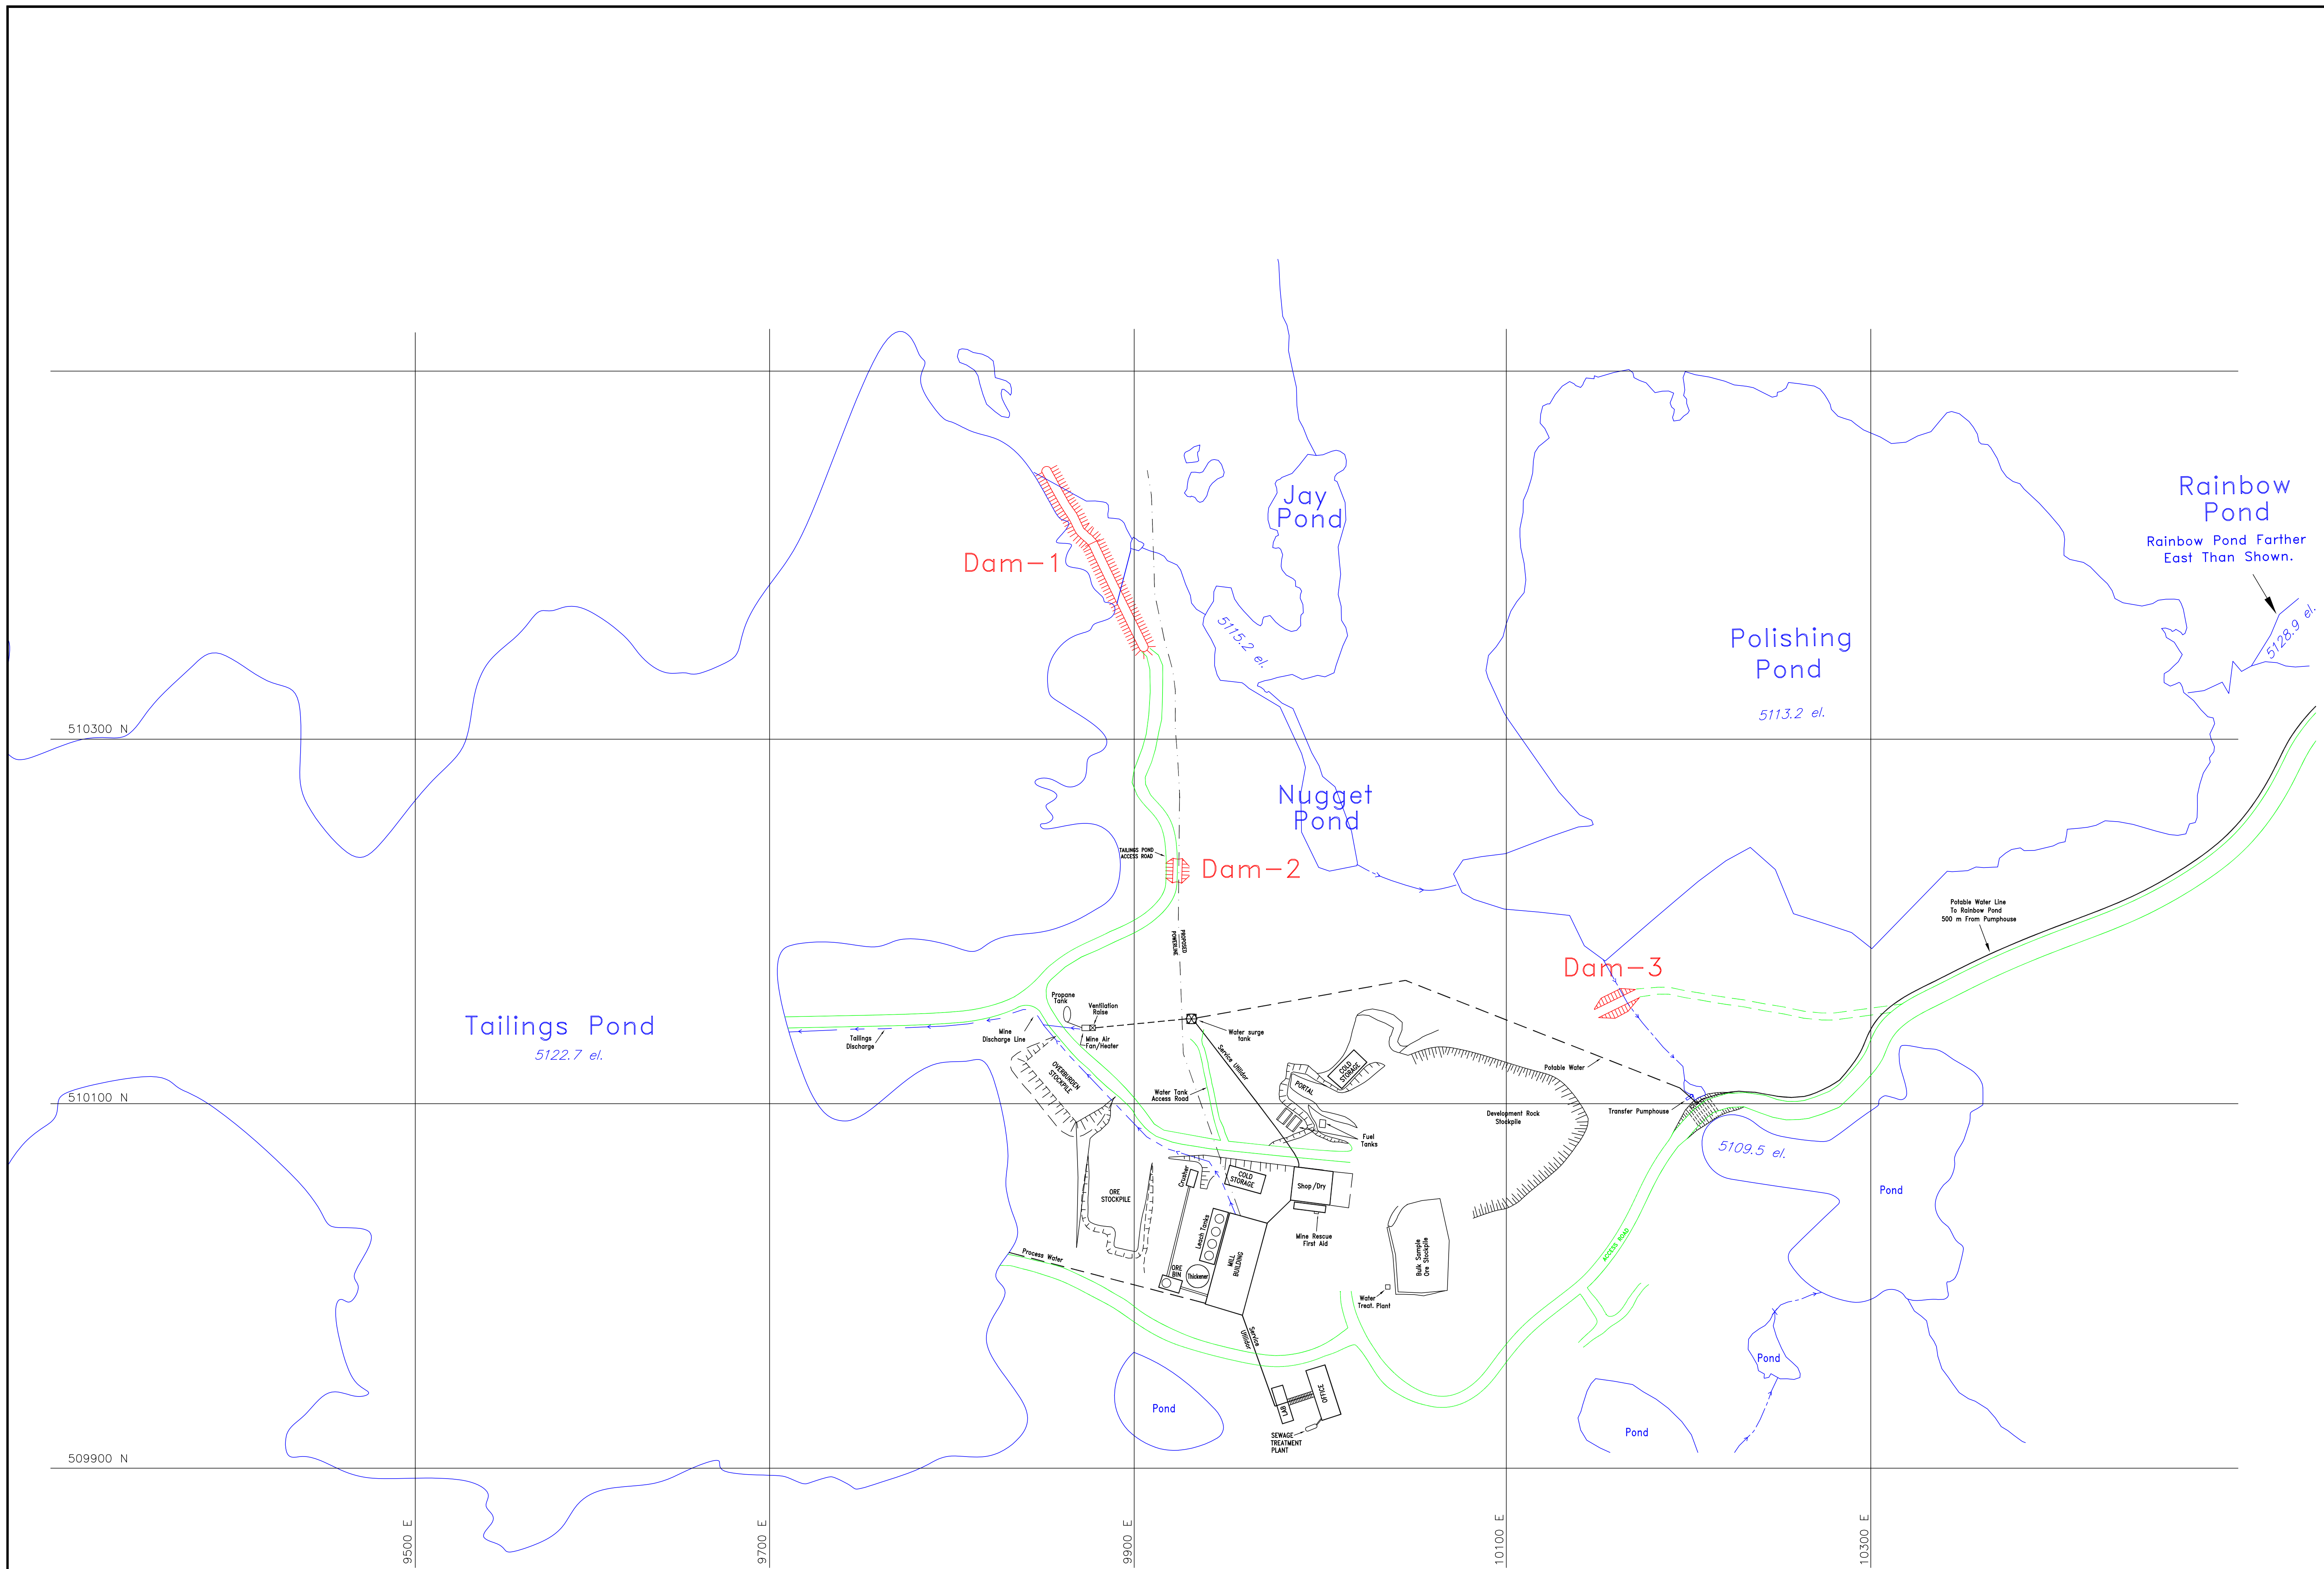 Jay
Pond
Rainbow
Pond
Rainbow Pond Farther
East Than Shown.
5128.9 el.
Dam-1
5115.2 el.
Polishing
Pond
5113.2 el.
510300 N
Nugget
Pond
TAILINGS POND
ACCESS ROAD
Dam-2
PROPOSED
POWERLINE
Potable Water Line
To Rainbow Pond
500 m From Pumphouse
Dam-3
Tailings Pond
5122.7 el.
Propane
Tank
Ventilation
Raise
Tailings
Discharge
Mine
Discharge Line
Mine Air
Fan/Heater
Water surge
tank
Service Utilidor
OVERBURDEN
STOCKPILE
COLD
STORAGE
PORTAL
Potable Water
Water Tank
Access Road
510100 N
Transfer Pumphouse
Development Rock
Stockpile
Fuel
Tanks
5109.5 el.
Crusher
COLD
STORAGE
Shop/Dry
ORE
STOCKPILE
Pond
Leach Tanks
Mine Rescue
First Aid
MILL
BUILDING
Bulk Sample
Ore Stockpile
ACCESS ROAD
Process Water
ORE
BIN
Thickener
Water
Treat. Plant
Service
Utilidor
Pond
OFFICE
LAB
Pond
Pond
SEWAGE
TREATMENT
PLANT
509900 N
9500 E
9700 E
9900 E
10100 E
10300 E